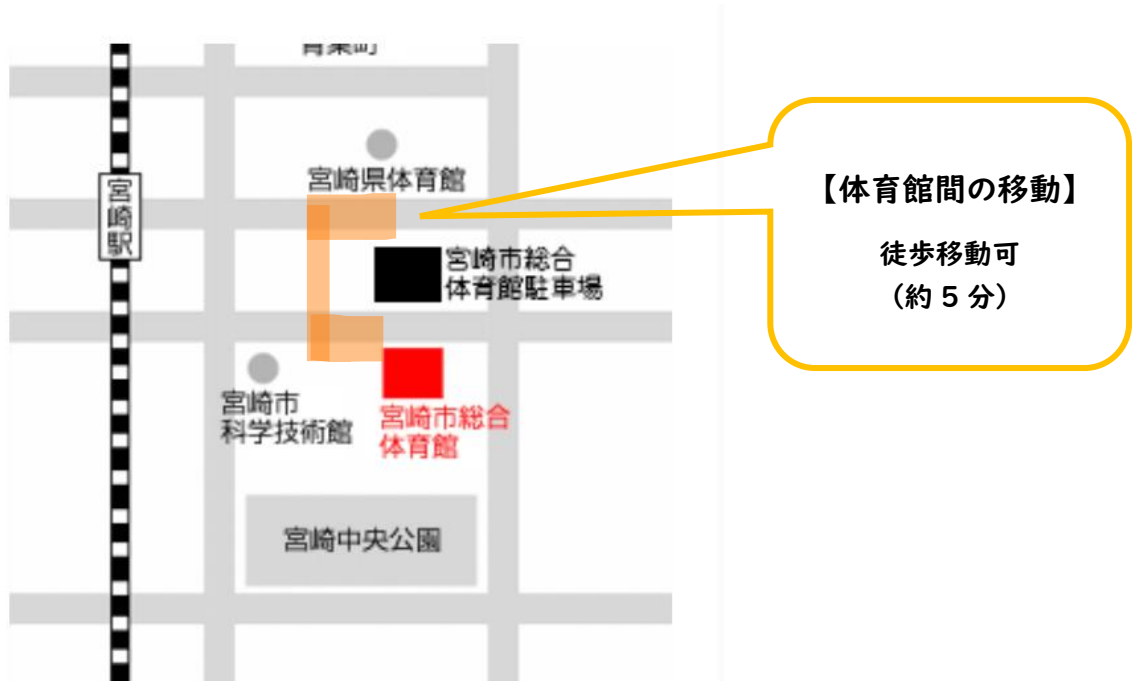 宮崎県体育館
宮崎駅
宮崎市総合
体育館駐車場
宮崎市
科学技術館
宮崎市総合
体育館
宮崎中央公園
【体育館間の移動】
徒歩移動可
（約 5 分）